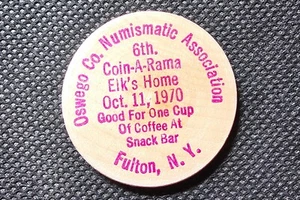 Oswego Co. Numismatic Association
6th.
Coin-A-Rama
Elk's Home
Oct. 11, 1970
Good For One Cup
Of Coffee At
Snack Bar
Fulton, N. Y.